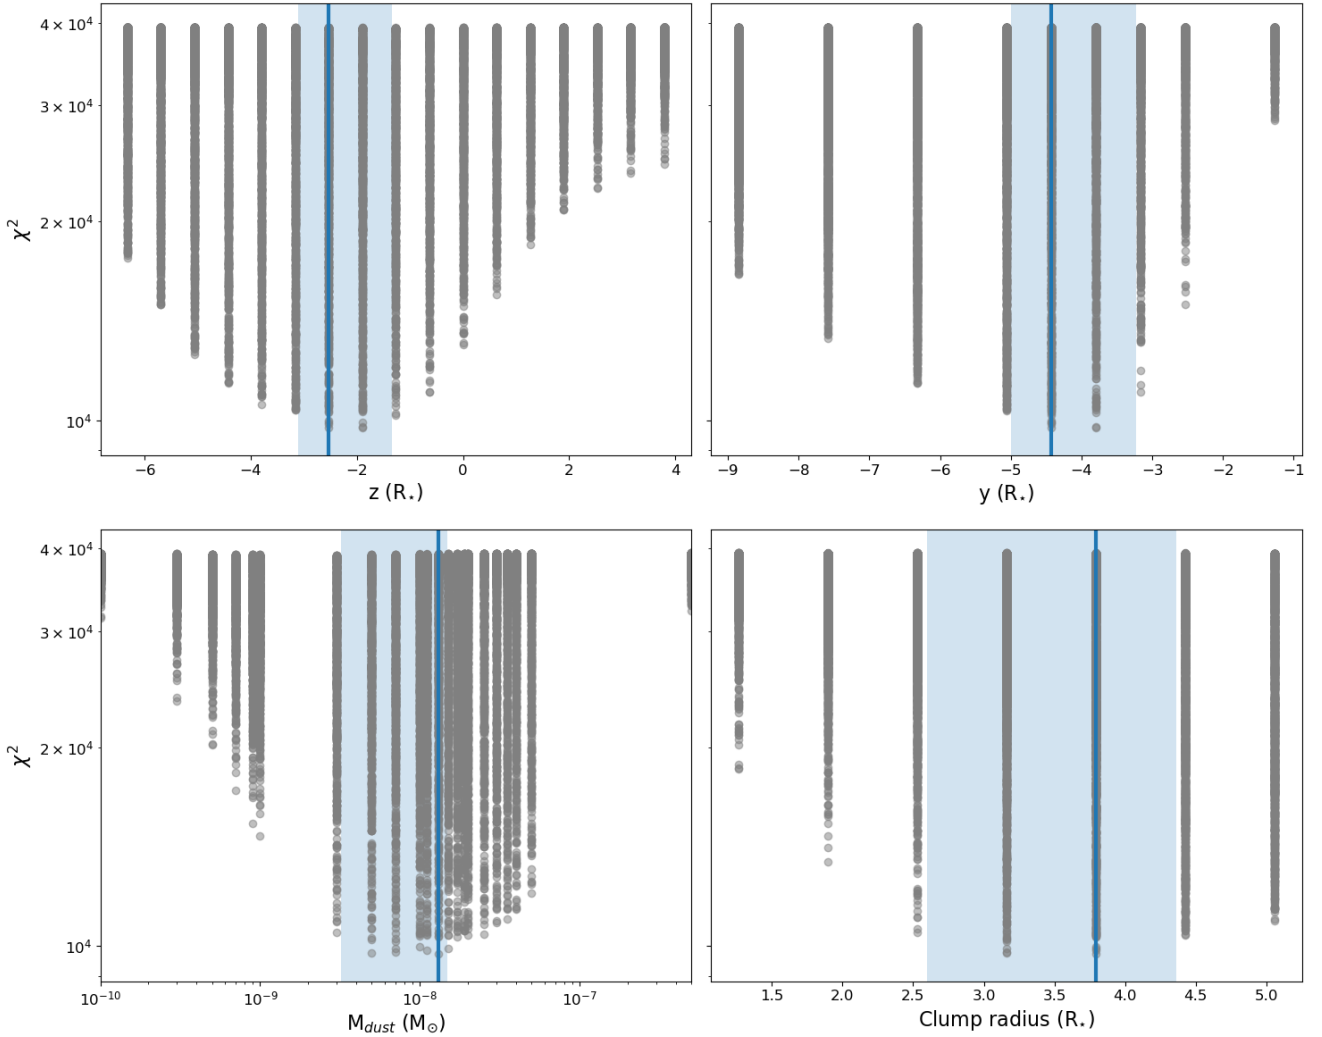 4 × 10⁴
3 × 10⁴
2 × 10⁴
10⁴
χ²
−6 −4 −2 0 2 4
z (R⋆)
−9 −8 −7 −6 −5 −4 −3 −2 −1
y (R⋆)
4 × 10⁴
3 × 10⁴
2 × 10⁴
10⁴
χ²
10⁻¹⁰ 10⁻⁹ 10⁻⁸ 10⁻⁷
M_dust (M_⊙)
1.5 2.0 2.5 3.0 3.5 4.0 4.5 5.0
Clump radius (R⋆)